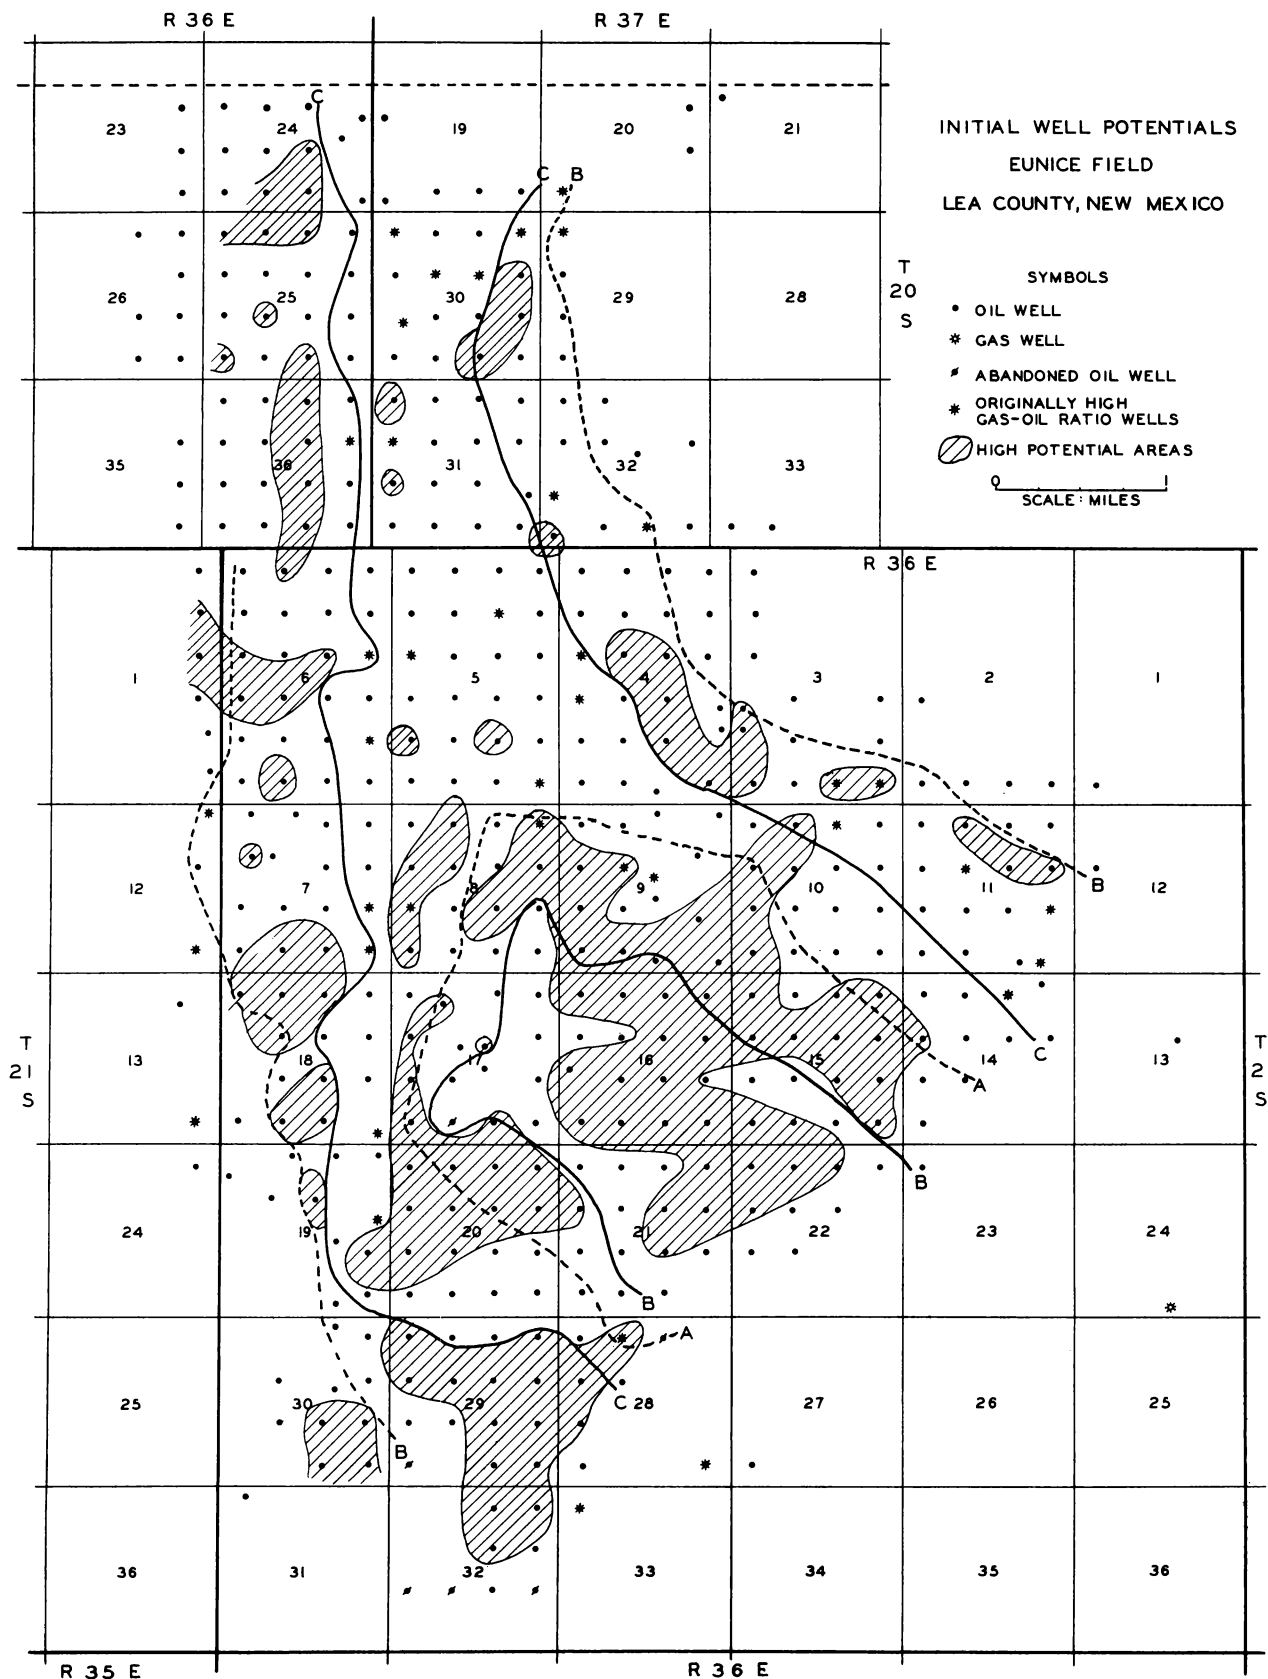 R 36 E R 37 E
C
23 24 19 20 21
INITIAL WELL POTENTIALS
EUNICE FIELD
LEA COUNTY, NEW MEXICO
C B
T
20
S
SYMBOLS
OIL WELL
GAS WELL
ABANDONED OIL WELL
ORIGINALLY HIGH
GAS-OIL RATIO WELLS
HIGH POTENTIAL AREAS
0 1
SCALE: MILES
26 25 30 29 28
35 36 31 32 33
R 36 E
1 6 5 4 3 2 1
12 7 8 9 10 11 B 12
T
21
S
13 18 17 16 15 14 C 13
A
T
2
S
B
24 19 20 21 22 23 24
B
A
25 30 29 C 28 27 26 25
B
36 31 32 33 34 35 36
R 35 E R 36 E